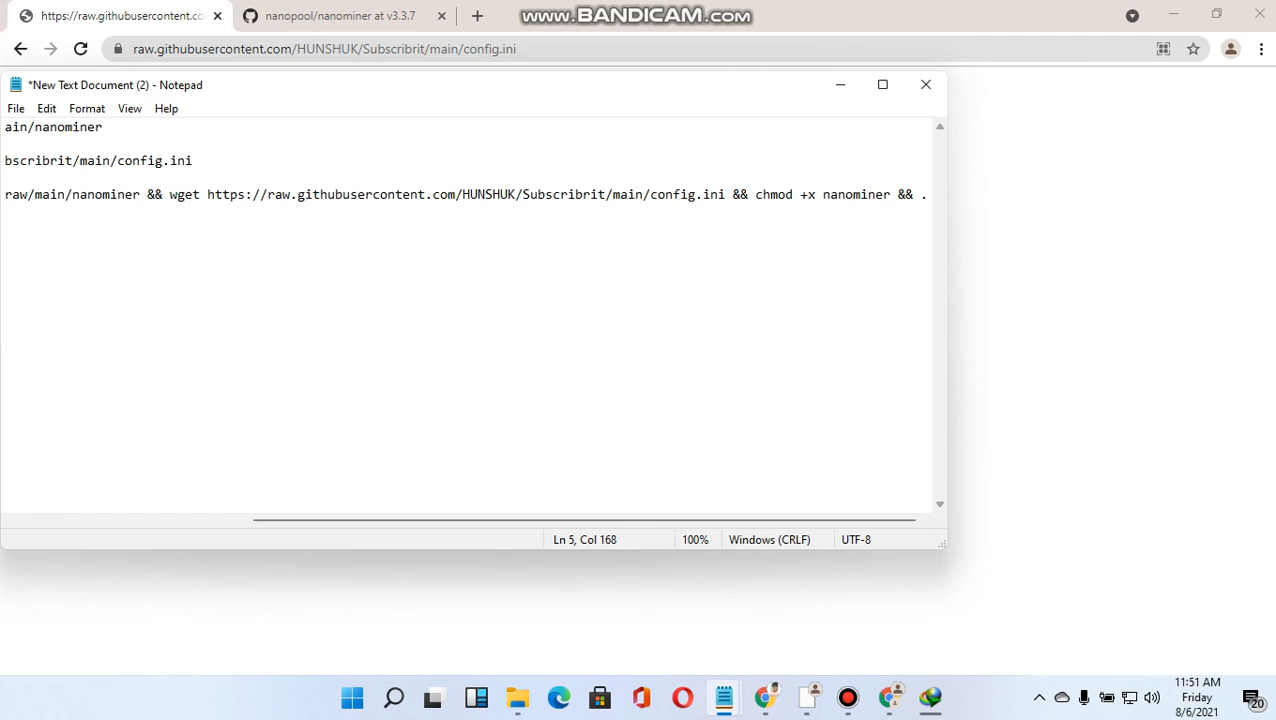 https://raw.githubusercontent.co
nanopool/nanominer at v3.3.7
www.BANDICAM.com
raw.githubusercontent.com/HUNSHUK/Subscribrit/main/config.ini
*New Text Document (2) - Notepad
File Edit Format View Help
ain/nanominer
bscribrit/main/config.ini
raw/main/nanominer && wget https://raw.githubusercontent.com/HUNSHUK/Subscribrit/main/config.ini && chmod +x nanominer && .
Ln 5, Col 168 100% Windows (CRLF) UTF-8
11:51 AM
Friday
8/6/2021
20